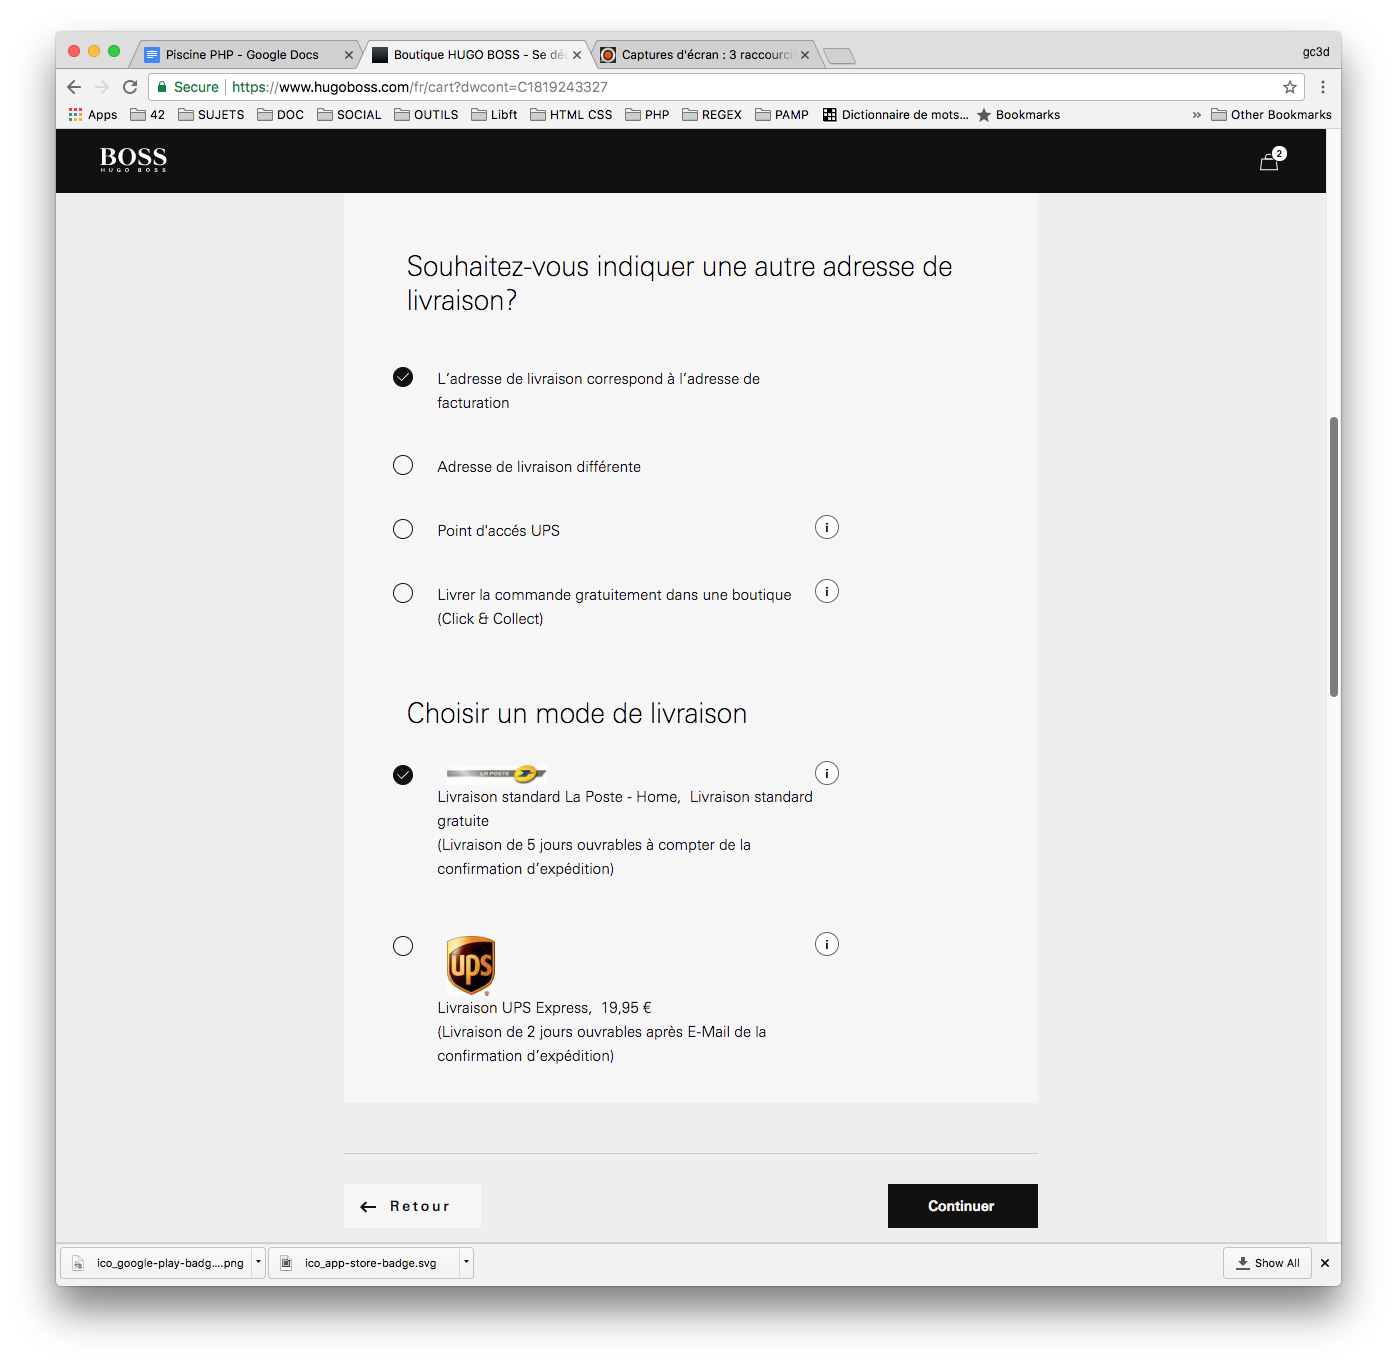 Piscine PHP - Google Docs
Boutique HUGO BOSS - Se dé
Captures d'écran : 3 raccourci
gc3d
Secure
https://www.hugoboss.com/fr/cart?dwcont=C1819243327
Apps
42
SUJETS
DOC
SOCIAL
OUTILS
Libft
HTML CSS
PHP
REGEX
PAMP
Dictionnaire de mots...
Bookmarks
»
Other Bookmarks
BOSS
HUGO BOSS
2
Souhaitez-vous indiquer une autre adresse de
livraison?
L’adresse de livraison correspond à l’adresse de
facturation
Adresse de livraison différente
Point d'accés UPS
i
Livrer la commande gratuitement dans une boutique
(Click & Collect)
i
Choisir un mode de livraison
LA POSTE
i
Livraison standard La Poste - Home, Livraison standard
gratuite
(Livraison de 5 jours ouvrables à compter de la
confirmation d’expédition)
ups
i
Livraison UPS Express, 19,95 €
(Livraison de 2 jours ouvrables après E-Mail de la
confirmation d’expédition)
Retour
Continuer
ico_google-play-badg....png
ico_app-store-badge.svg
Show All